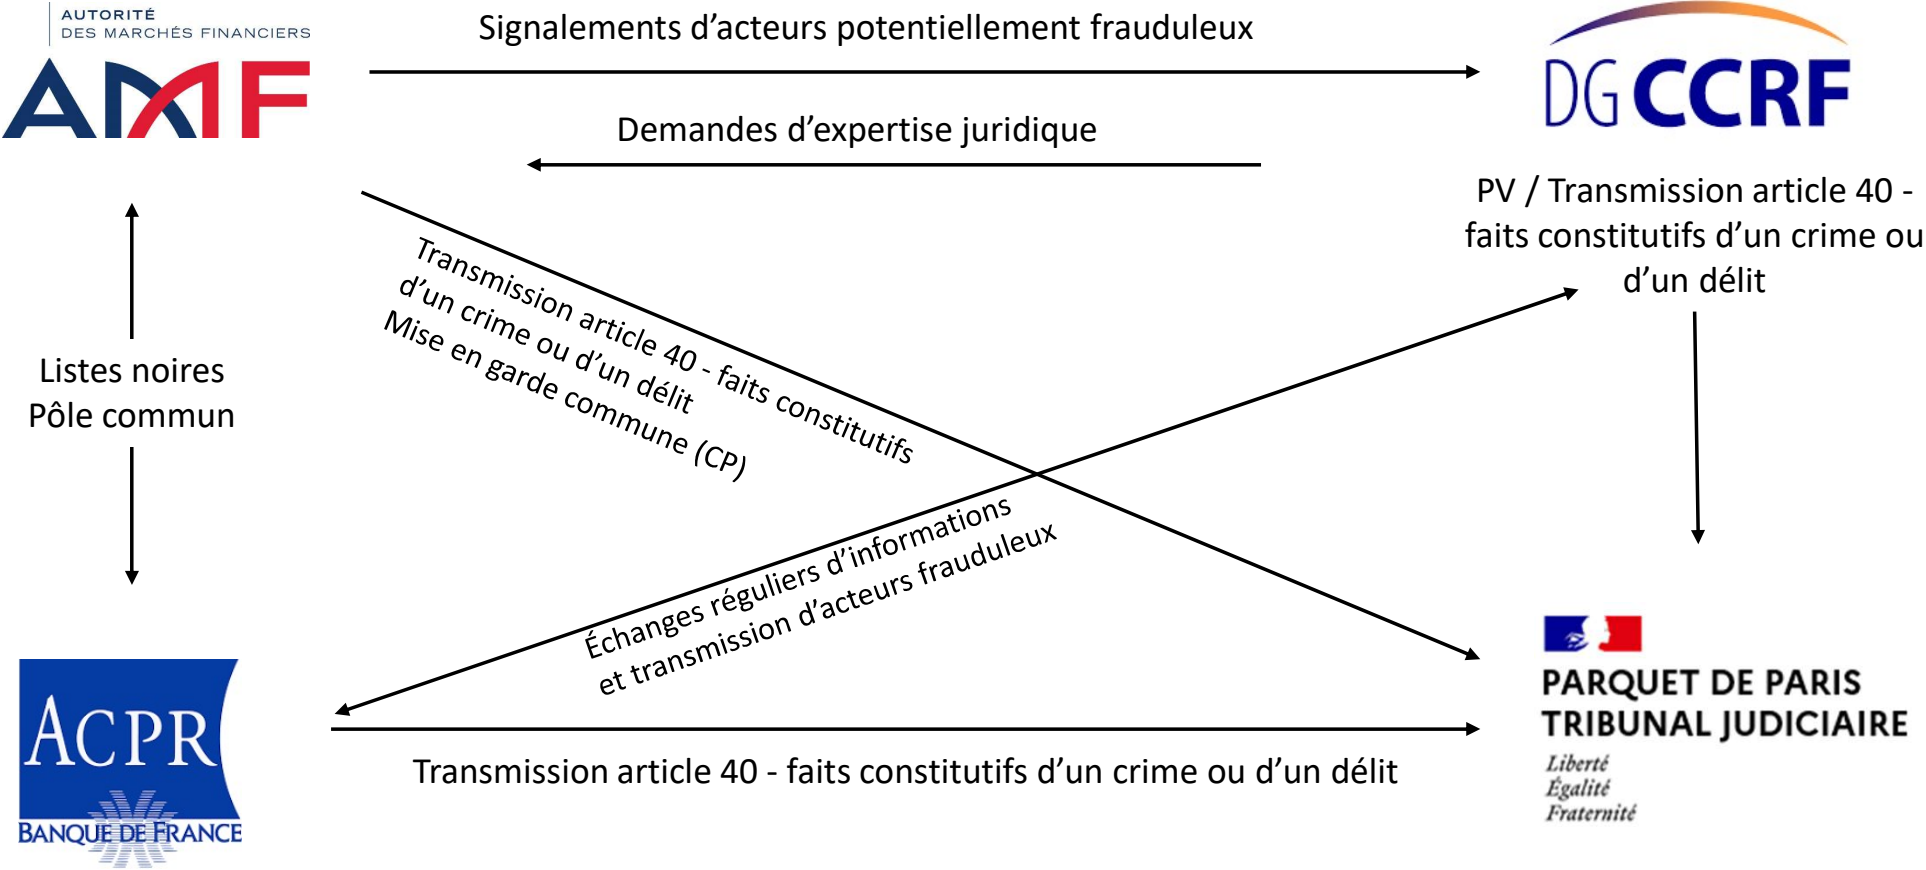 AUTORITÉ
DES MARCHÉS FINANCIERS
AMF
Signalements d’acteurs potentiellement frauduleux
DGCCRF
Demandes d’expertise juridique
PV / Transmission article 40 -
faits constitutifs d’un crime ou
d’un délit
Transmission article 40 - faits constitutifs
d’un crime ou d’un délit
Mise en garde commune (CP)
Listes noires
Pôle commun
Échanges réguliers d’informations
et transmission d’acteurs frauduleux
ACPR
BANQUE DE FRANCE
Transmission article 40 - faits constitutifs d’un crime ou d’un délit
PARQUET DE PARIS
TRIBUNAL JUDICIAIRE
Liberté
Égalité
Fraternité